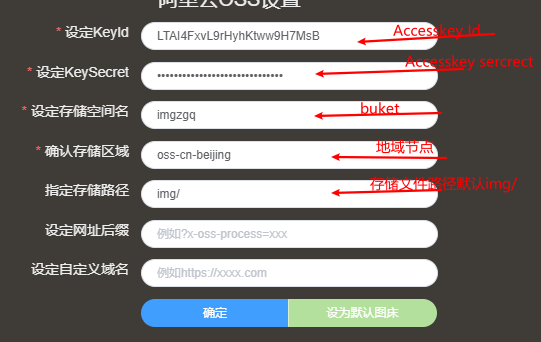 阿里云OSS设置
* 设定KeyId
LTAI4FxvL9rHyhKtww9H7MsB
Accesskey id
* 设定KeySecret
••••••••••••••••••••••••••••••
Accesskey sercrect
* 设定存储空间名
imgzgq
buket
* 确认存储区域
oss-cn-beijing
地域节点
指定存储路径
img/
存储文件路径默认img/
设定网址后缀
例如?x-oss-process=xxx
设定自定义域名
例如https://xxxx.com
确定
设为默认图床